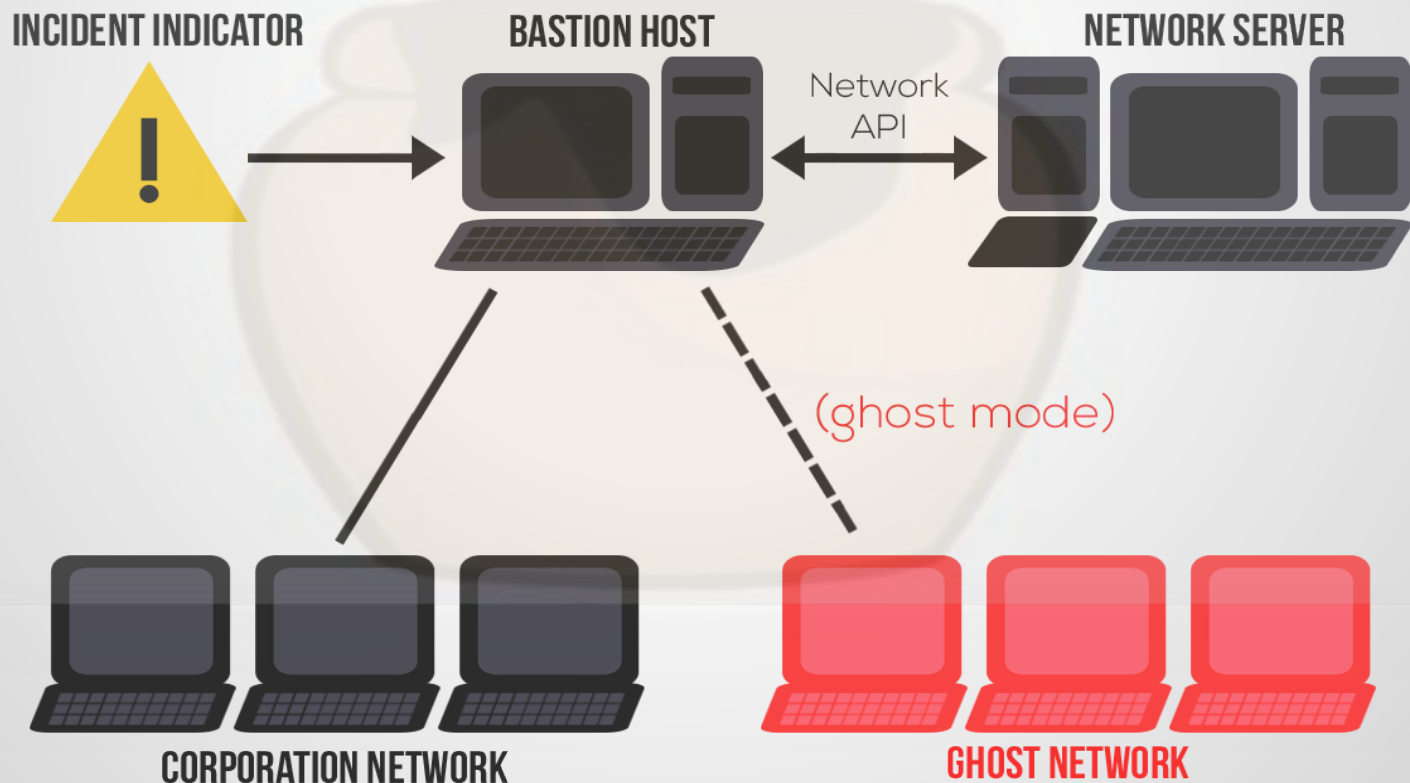 INCIDENT INDICATOR
BASTION HOST
NETWORK SERVER
Network
API
(ghost mode)
CORPORATION NETWORK
GHOST NETWORK